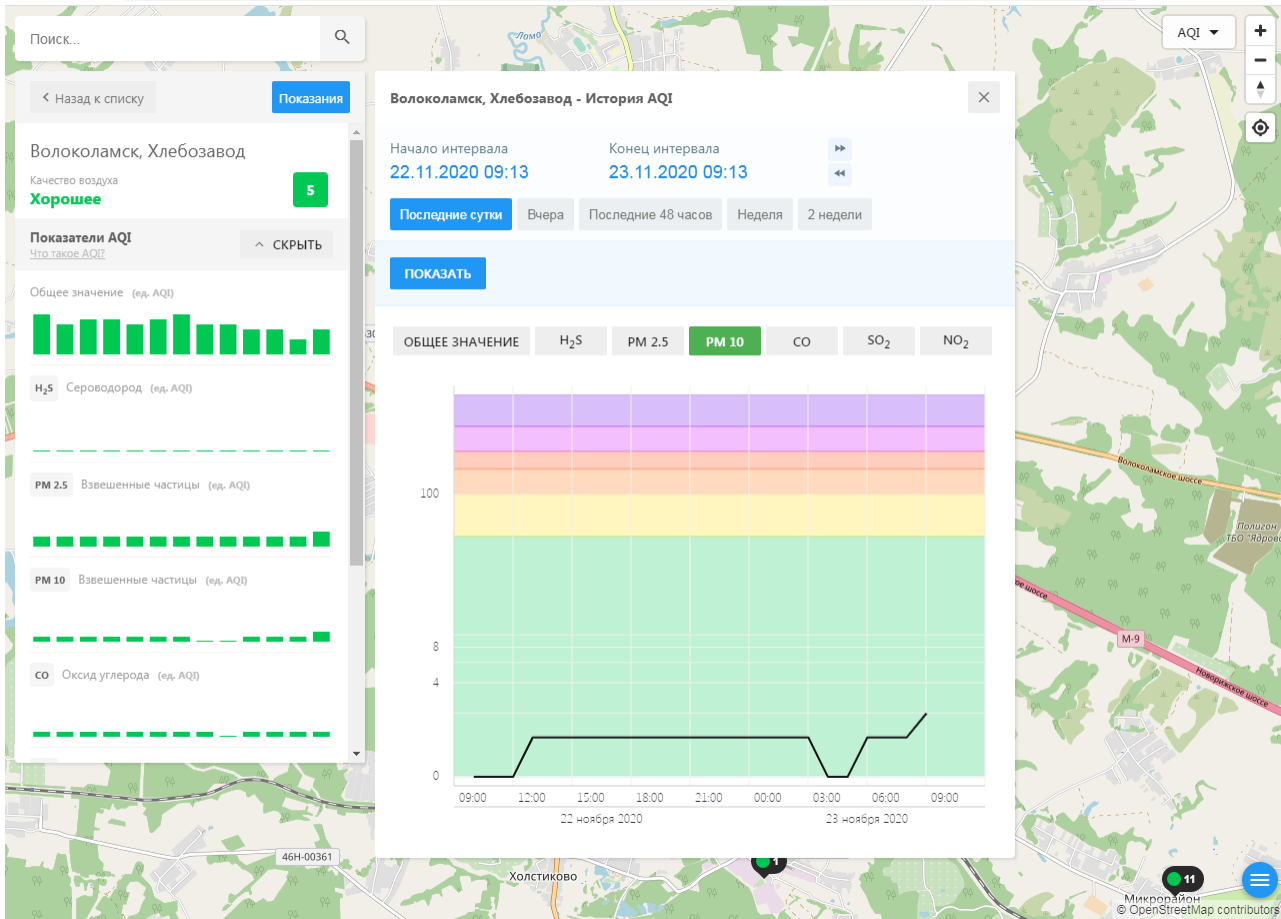 Ломо
Поиск...
AQI
Назад к списку
Показания
Волоколамск, Хлебозавод
Качество воздуха
Хорошее
5
Показатели AQI
Что такое AQI?
СКРЫТЬ
Общее значение (ед. AQI)
H2S Сероводород (ед. AQI)
PM 2.5 Взвешенные частицы (ед. AQI)
PM 10 Взвешенные частицы (ед. AQI)
CO Оксид углерода (ед. AQI)
Волоколамск, Хлебозавод - История AQI
Начало интервала
22.11.2020 09:13
Конец интервала
23.11.2020 09:13
Последние сутки
Вчера
Последние 48 часов
Неделя
2 недели
ПОКАЗАТЬ
ОБЩЕЕ ЗНАЧЕНИЕ
H2S
PM 2.5
PM 10
CO
SO2
NO2
100
8
4
0
09:00 12:00 15:00 18:00 21:00 00:00 03:00 06:00 09:00
22 ноября 2020
23 ноября 2020
Волоколамское шоссе
Полигон
ТБО "Ядрово
М-9
Новорижское шоссе
46Н-00361
Холстиково
1
11
Микрорайон
© OpenStreetMap contributors